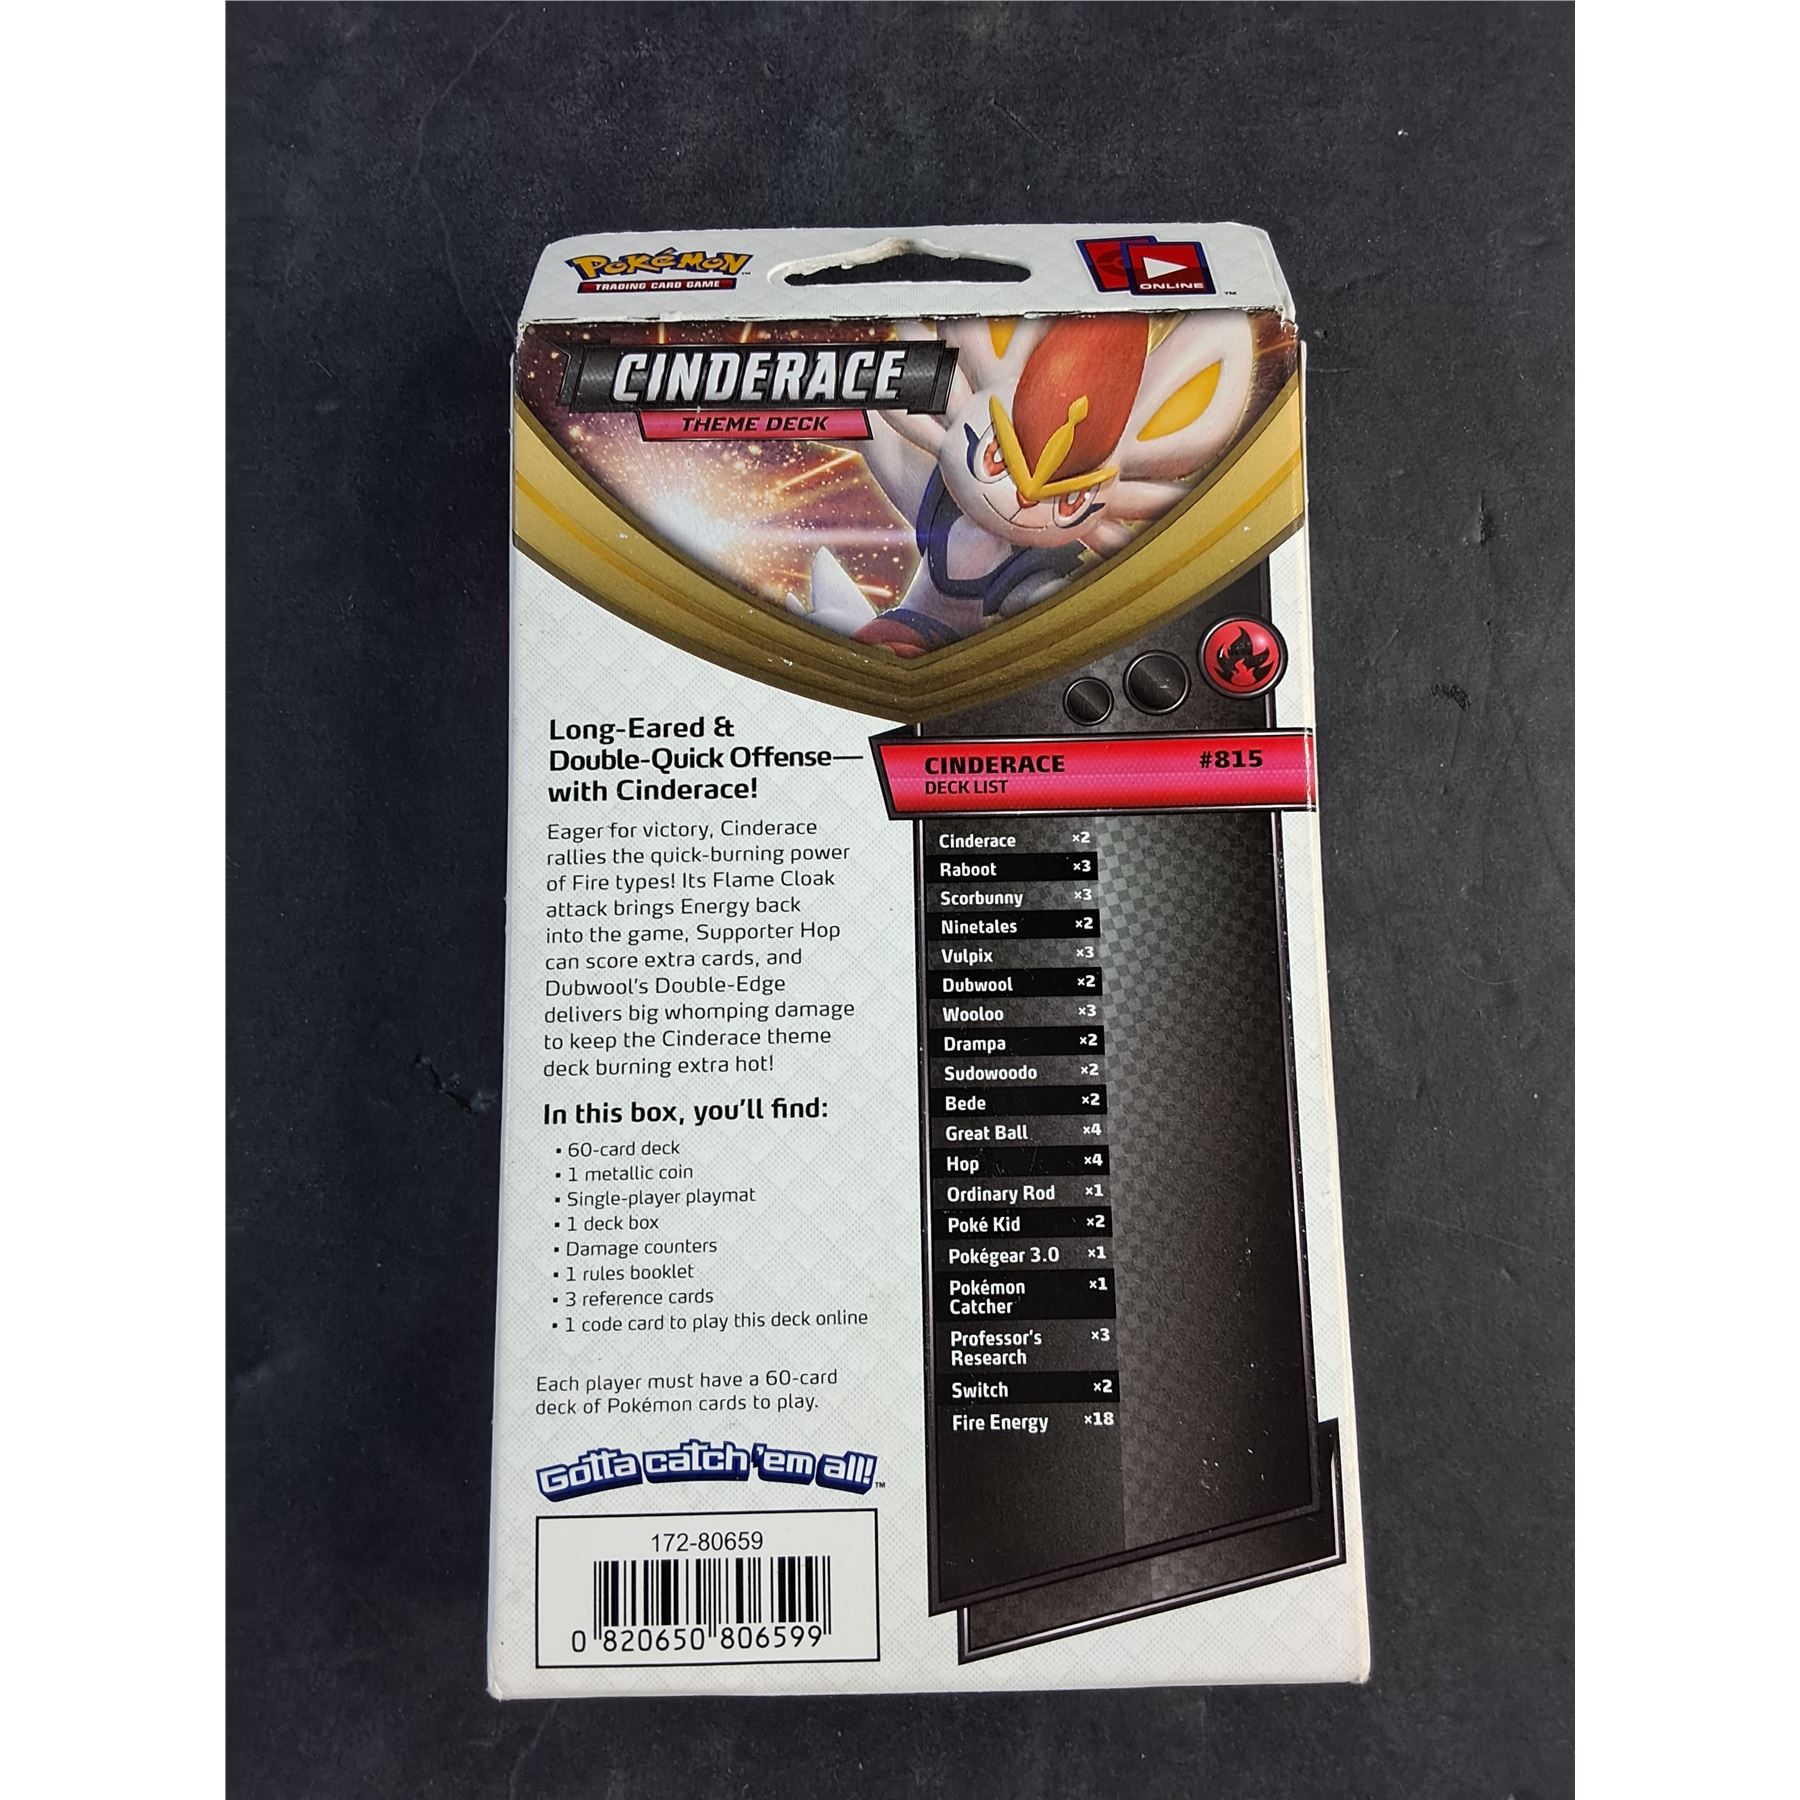 POKéMON™
TRADING CARD GAME
ONLINE™
CINDERACE
THEME DECK
Long-Eared &
Double-Quick Offense—
with Cinderace!
Eager for victory, Cinderace
rallies the quick-burning power
of Fire types! Its Flame Cloak
attack brings Energy back
into the game, Supporter Hop
can score extra cards, and
Dubwool's Double-Edge
delivers big whomping damage
to keep the Cinderace theme
deck burning extra hot!
In this box, you'll find:
▪ 60-card deck
▪ 1 metallic coin
▪ Single-player playmat
▪ 1 deck box
▪ Damage counters
▪ 1 rules booklet
▪ 3 reference cards
▪ 1 code card to play this deck online
Each player must have a 60-card
deck of Pokémon cards to play.
Gotta catch 'em all!™
172-80659
0 820650 806599
CINDERACE #815
DECK LIST
Cinderace ×2
Raboot ×3
Scorbunny ×3
Ninetales ×2
Vulpix ×3
Dubwool ×2
Wooloo ×3
Drampa ×2
Sudowoodo ×2
Bede ×2
Great Ball ×4
Hop ×4
Ordinary Rod ×1
Poké Kid ×2
Pokégear 3.0 ×1
Pokémon ×1
Catcher
Professor's ×3
Research
Switch ×2
Fire Energy ×18